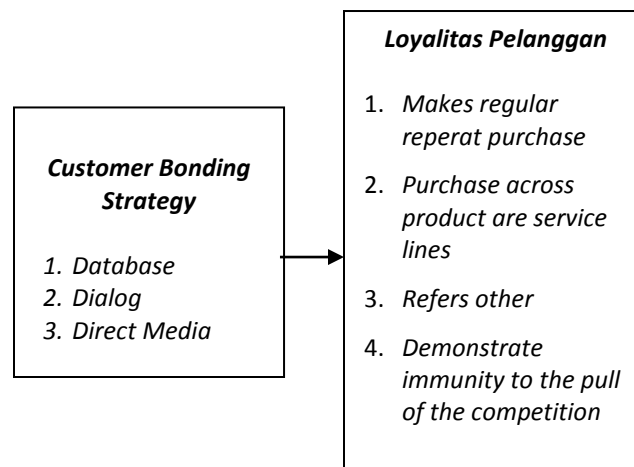 Customer Bonding
Strategy
1. Database
2. Dialog
3. Direct Media
Loyalitas Pelanggan
1. Makes regular
reperat purchase
2. Purchase across
product are service
lines
3. Refers other
4. Demonstrate
immunity to the pull
of the competition